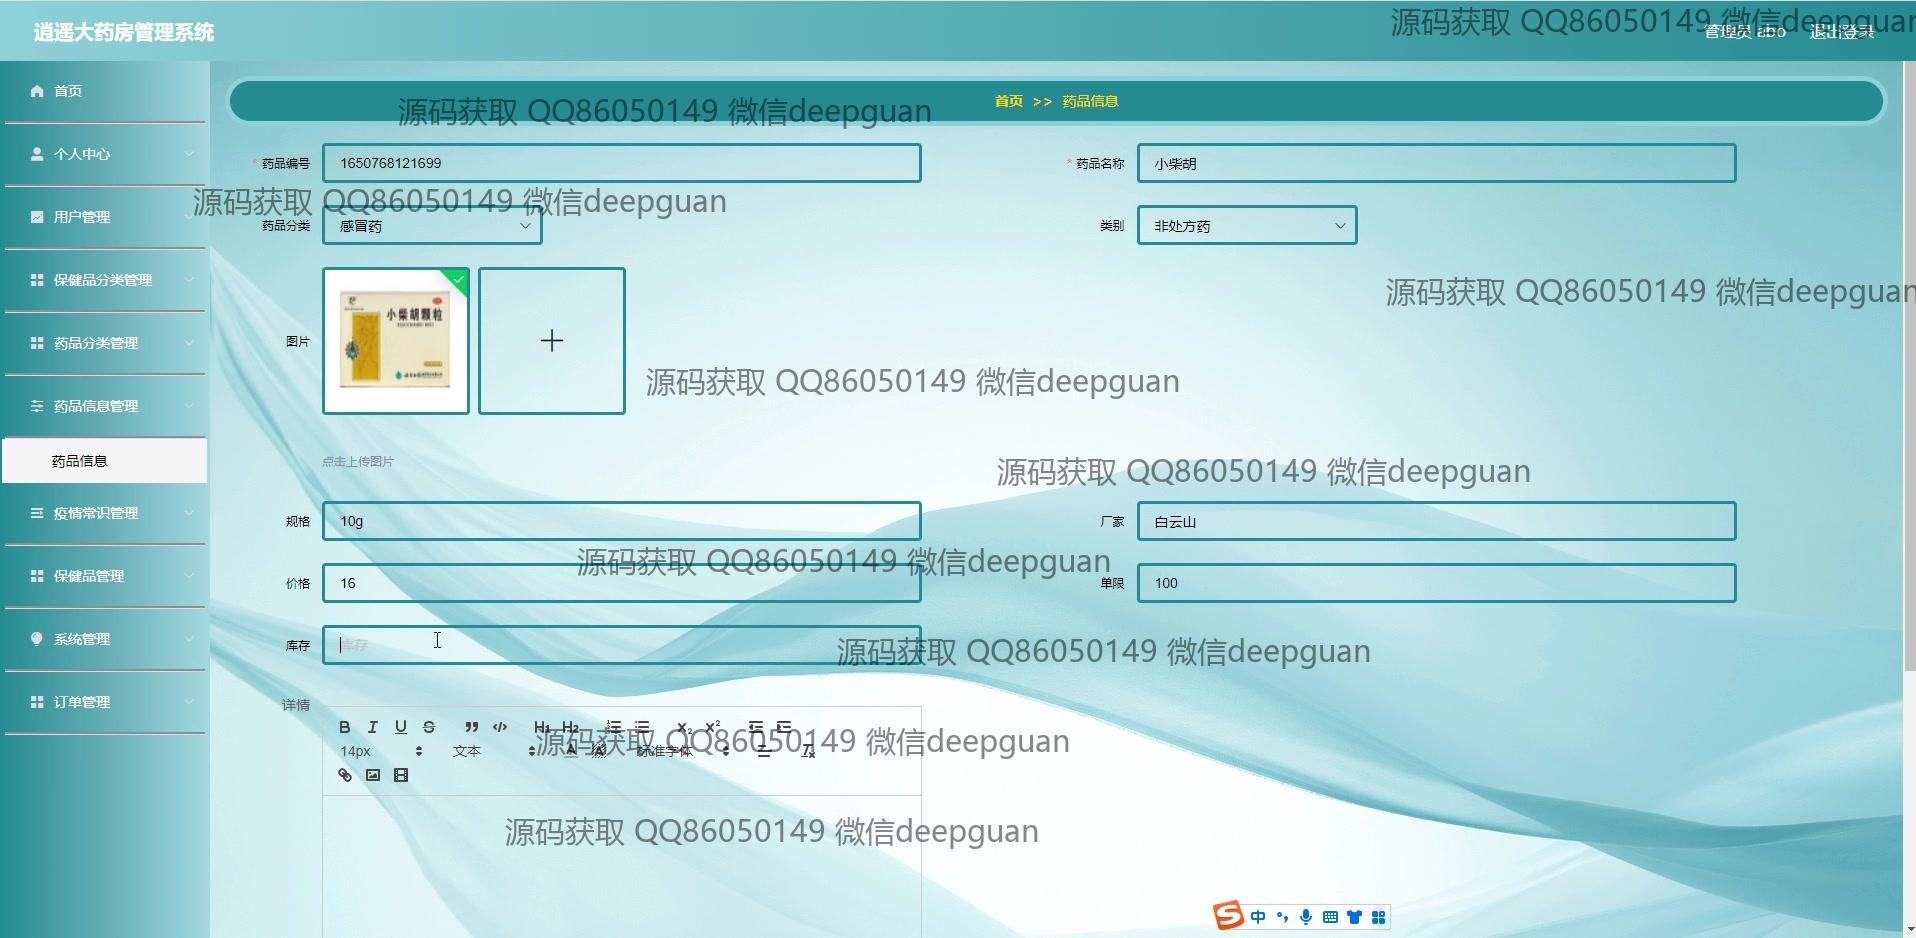 逍遥大药房管理系统
源码获取 QQ86050149 微信deepguan
管理员 abo 退出登录
首页
个人中心
用户管理
保健品分类管理
药品分类管理
药品信息管理
药品信息
疫情常识管理
保健品管理
系统管理
订单管理
首页 >> 药品信息
源码获取 QQ86050149 微信deepguan
* 药品编号 1650768121699
* 药品名称 小柴胡
源码获取 QQ86050149 微信deepguan
药品分类 感冒药
类别 非处方药
源码获取 QQ86050149 微信deepguan
图片
小柴胡颗粒
源码获取 QQ86050149 微信deepguan
点击上传图片
源码获取 QQ86050149 微信deepguan
规格 10g
厂家 白云山
源码获取 QQ86050149 微信deepguan
价格 16
单限 100
库存 库存
源码获取 QQ86050149 微信deepguan
详情
B I U S ” </> H1 H2 X₂ X²
14px 文本 A 标准字体 Tx
源码获取 QQ86050149 微信deepguan
源码获取 QQ86050149 微信deepguan
S 中